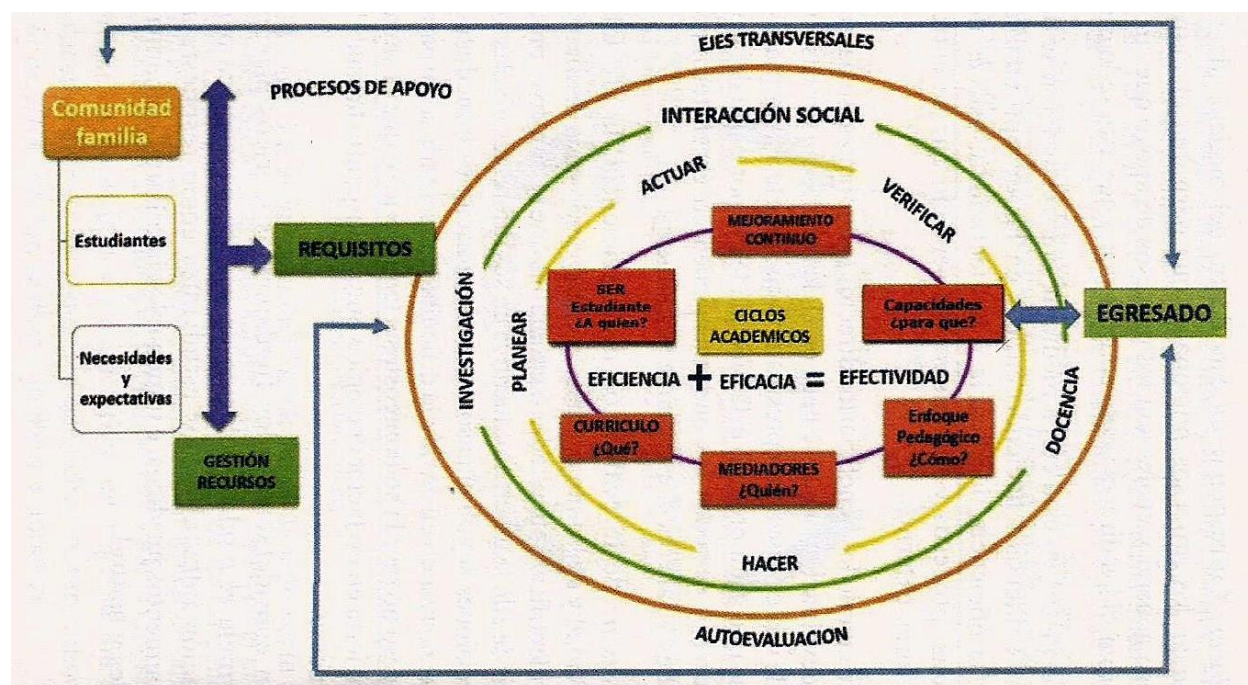 EJES TRANSVERSALES
PROCESOS DE APOYO
Comunidad
familia
Estudiantes
Necesidades
y
expectativas
REQUISITOS
GESTIÓN
RECURSOS
INTERACCIÓN SOCIAL
INVESTIGACIÓN
DOCENCIA
ACTUAR
VERIFICAR
PLANEAR
HACER
MEJORAMIENTO
CONTINUO
SER
Estudiante
¿A quien?
CICLOS
ACADEMICOS
Capacidades
¿para que?
EFICIENCIA + EFICACIA = EFECTIVIDAD
CURRICULO
¿Qué?
MEDIADORES
¿Quién?
Enfoque
Pedagógico
¿Cómo?
EGRESADO
AUTOEVALUACION